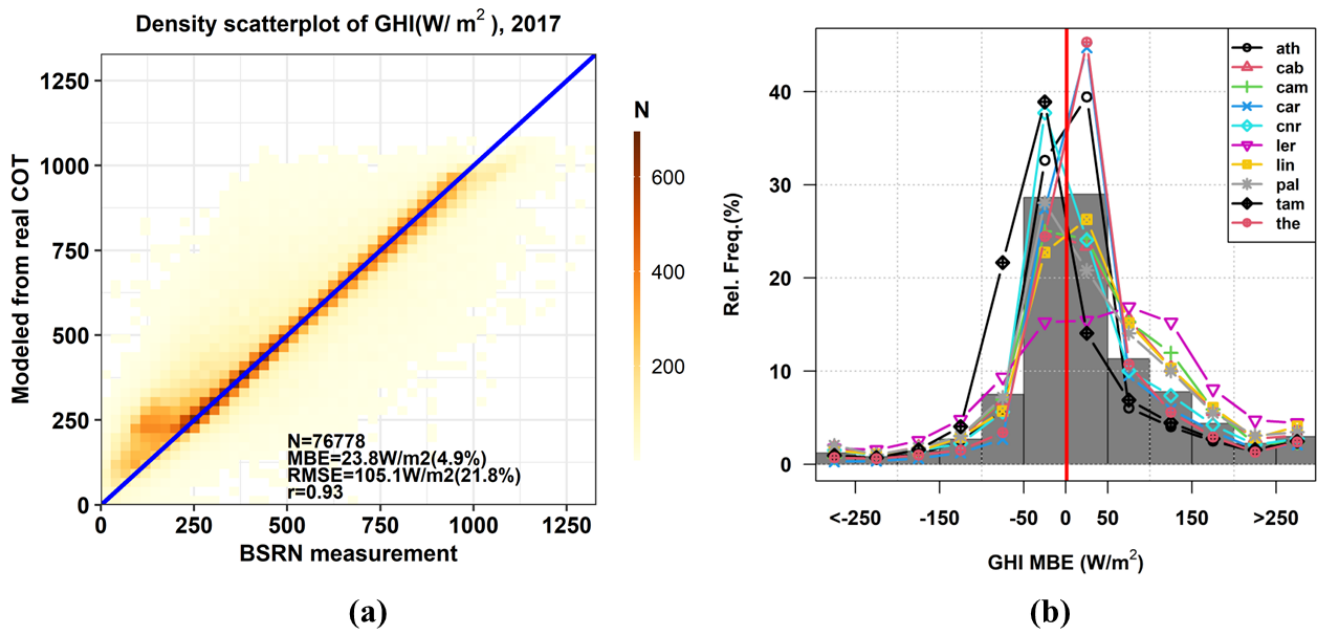 Density scatterplot of GHI(W/ m² ), 2017
Modeled from real COT
1250
1000
750
500
250
0
N=76778
MBE=23.8W/m2(4.9%)
RMSE=105.1W/m2(21.8%)
r=0.93
0 250 500 750 1000 1250
BSRN measurement
N
600
400
200
(a)
Rel. Freq.(%)
40
30
20
10
0
ath
cab
cam
car
cnr
ler
lin
pal
tam
the
<-250 -150 -50 0 50 150 >250
GHI MBE (W/m²)
(b)